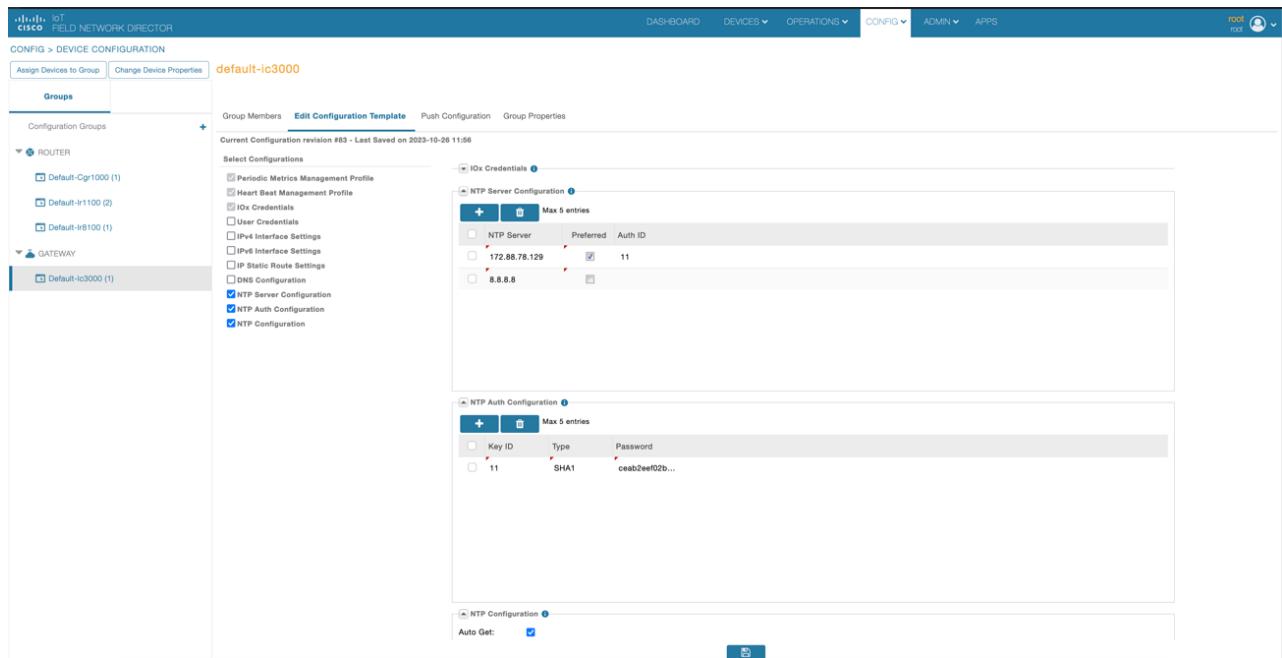 cisco IoT
FIELD NETWORK DIRECTOR
DASHBOARD DEVICES OPERATIONS CONFIG ADMIN APPS
root
root
CONFIG > DEVICE CONFIGURATION
Assign Devices to Group Change Device Properties default-ic3000
Groups
Configuration Groups +
ROUTER
Default-Cgr1000 (1)
Default-Ir1100 (2)
Default-Ir8100 (1)
GATEWAY
Default-Ic3000 (1)
Group Members Edit Configuration Template Push Configuration Group Properties
Current Configuration revision #83 - Last Saved on 2023-10-26 11:56
Select Configurations
Periodic Metrics Management Profile
Heart Beat Management Profile
IOx Credentials
User Credentials
IPv4 Interface Settings
IPv6 Interface Settings
IP Static Route Settings
DNS Configuration
NTP Server Configuration
NTP Auth Configuration
NTP Configuration
IOx Credentials
NTP Server Configuration
+ Max 5 entries
NTP Server Preferred Auth ID
172.88.78.129 11
8.8.8.8
NTP Auth Configuration
+ Max 5 entries
Key ID Type Password
11 SHA1 ceab2eef02b...
NTP Configuration
Auto Get: